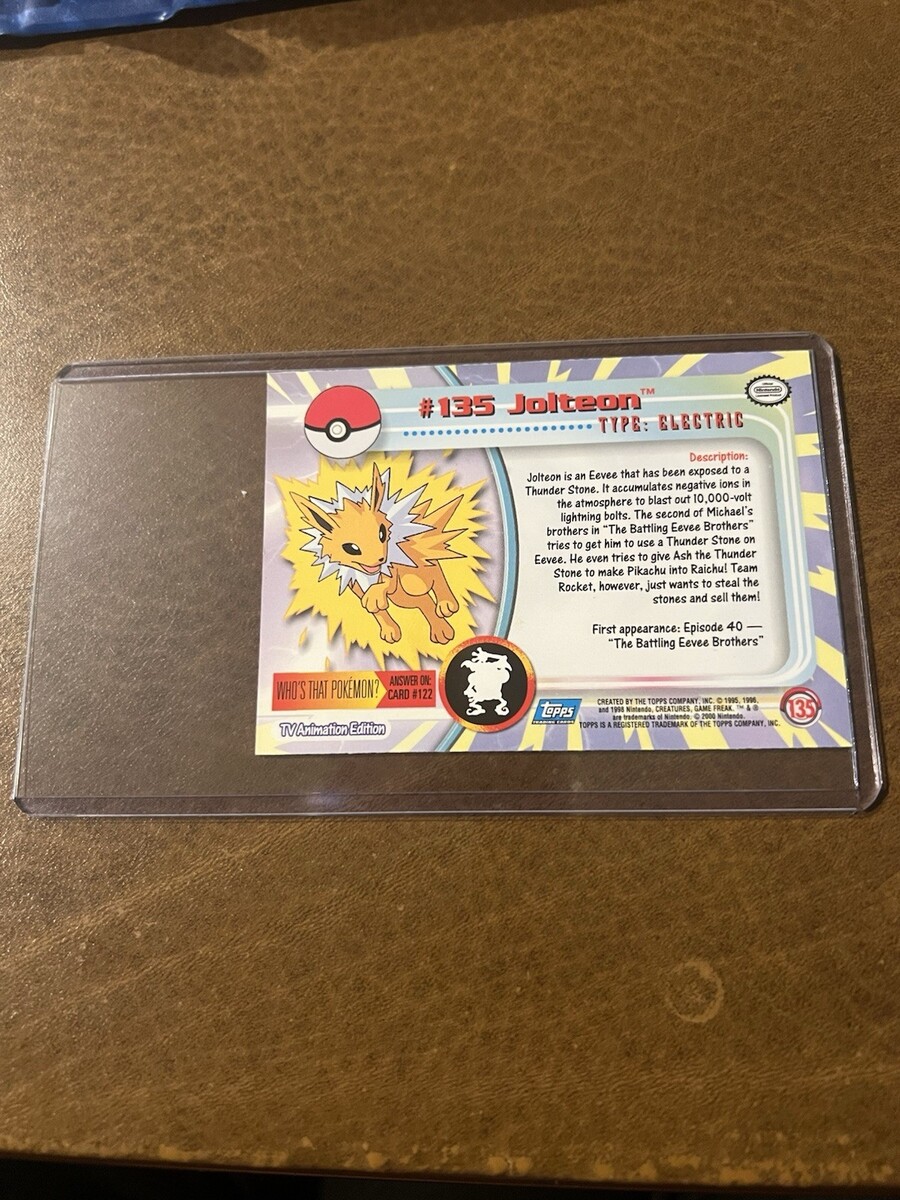 #135 Jolteon™
TYPE: ELECTRIC
Official
Nintendo
Licensed Product
Description:
Jolteon is an Eevee that has been exposed to a
Thunder Stone. It accumulates negative ions in
the atmosphere to blast out 10,000-volt
lightning bolts. The second of Michael's
brothers in "The Battling Eevee Brothers"
tries to get him to use a Thunder Stone on
Eevee. He even tries to give Ash the Thunder
Stone to make Pikachu into Raichu! Team
Rocket, however, just wants to steal the
stones and sell them!
First appearance: Episode 40 —
"The Battling Eevee Brothers"
WHO'S THAT POKÉMON?
ANSWER ON:
CARD #122
TV Animation Edition
topps
TRADING CARDS
CREATED BY THE TOPPS COMPANY, INC. © 1995, 1996,
and 1998 Nintendo, CREATURES, GAME FREAK. ™ & ®
are trademarks of Nintendo. © 2000 Nintendo.
TOPPS IS A REGISTERED TRADEMARK OF THE TOPPS COMPANY, INC.
135